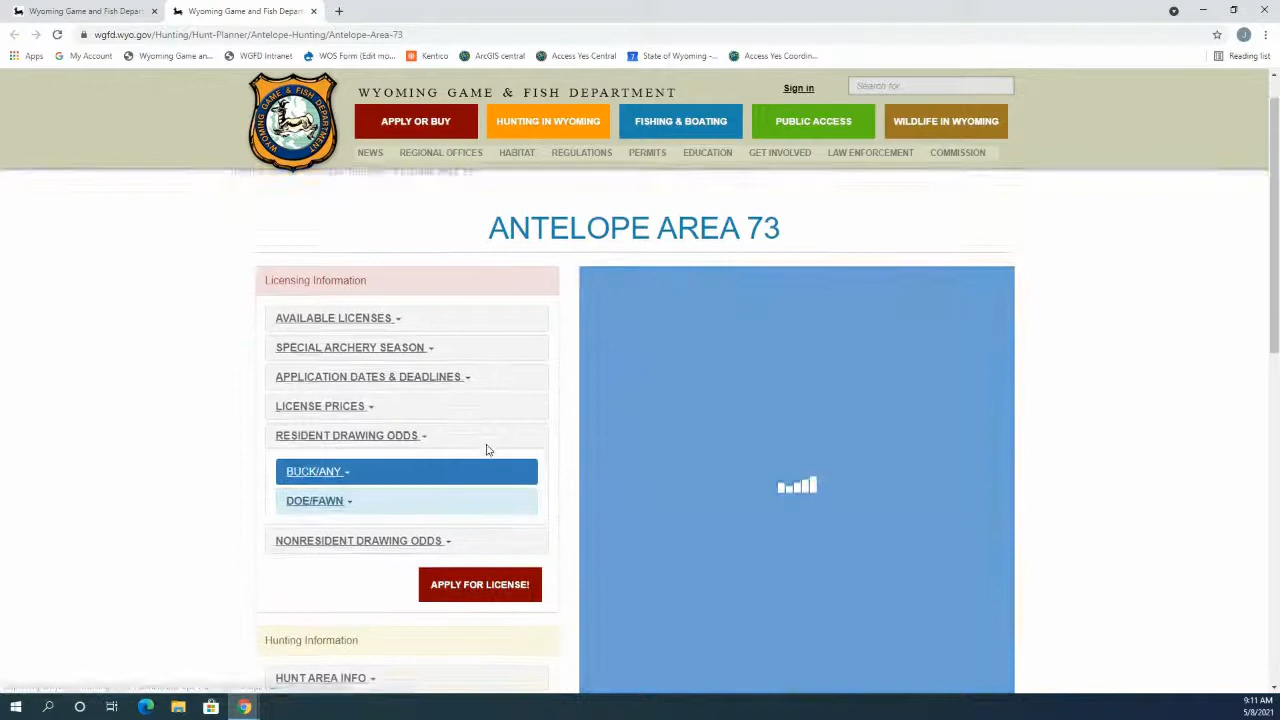 Wyoming Game and Fish Departm
Wyoming Game and Fish Departm
wgfd.wyo.gov/Hunting/Hunt-Planner/Antelope-Hunting/Antelope-Area-73
Apps
My Account
Wyoming Game an...
WGFD Intranet
WOS Form (Edit mo...
Kentico
ArcGIS central
Access Yes Central
State of Wyoming -...
Access Yes Coordin...
Reading list
J
WYOMING GAME & FISH DEPARTMENT
Sign in
Search for...
APPLY OR BUY
HUNTING IN WYOMING
FISHING & BOATING
PUBLIC ACCESS
WILDLIFE IN WYOMING
NEWS
REGIONAL OFFICES
HABITAT
REGULATIONS
PERMITS
EDUCATION
GET INVOLVED
LAW ENFORCEMENT
COMMISSION
ANTELOPE AREA 73
Licensing Information
AVAILABLE LICENSES
SPECIAL ARCHERY SEASON
APPLICATION DATES & DEADLINES
LICENSE PRICES
RESIDENT DRAWING ODDS
BUCK/ANY
DOE/FAWN
NONRESIDENT DRAWING ODDS
APPLY FOR LICENSE!
Hunting Information
HUNT AREA INFO
9:11 AM
5/8/2021